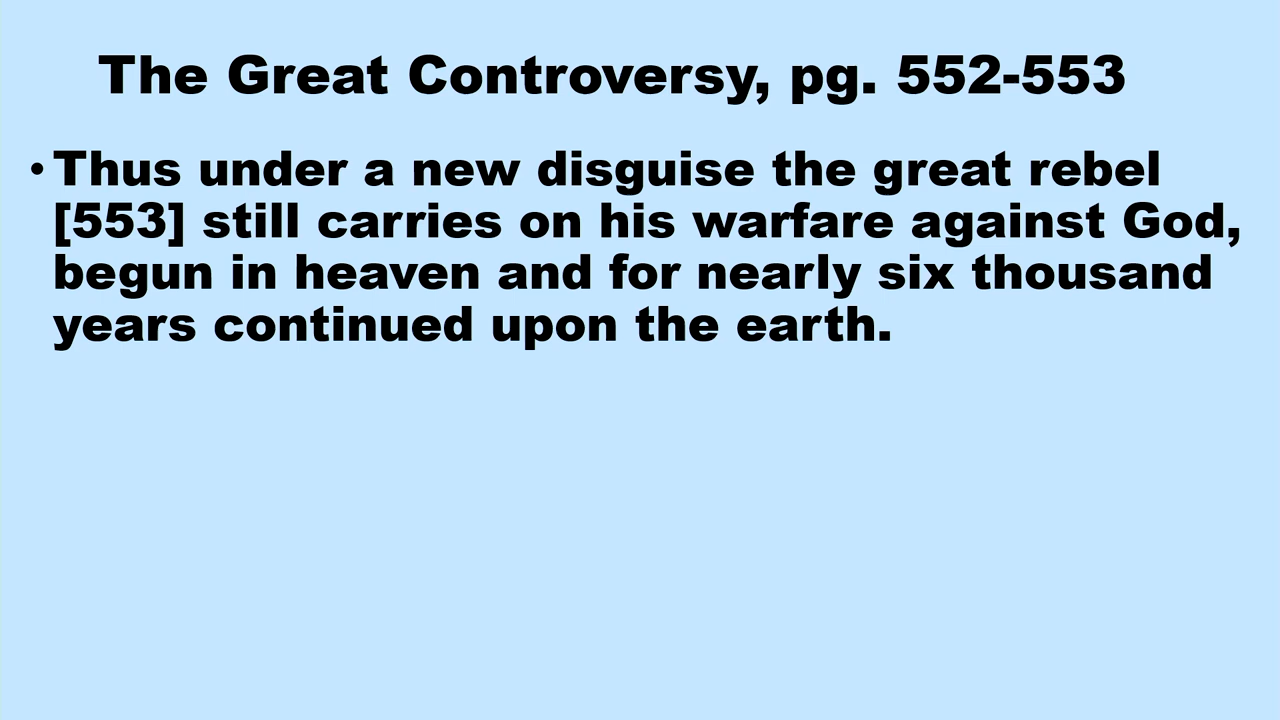 The Great Controversy, pg. 552-553
• Thus under a new disguise the great rebel
[553] still carries on his warfare against God,
begun in heaven and for nearly six thousand
years continued upon the earth.